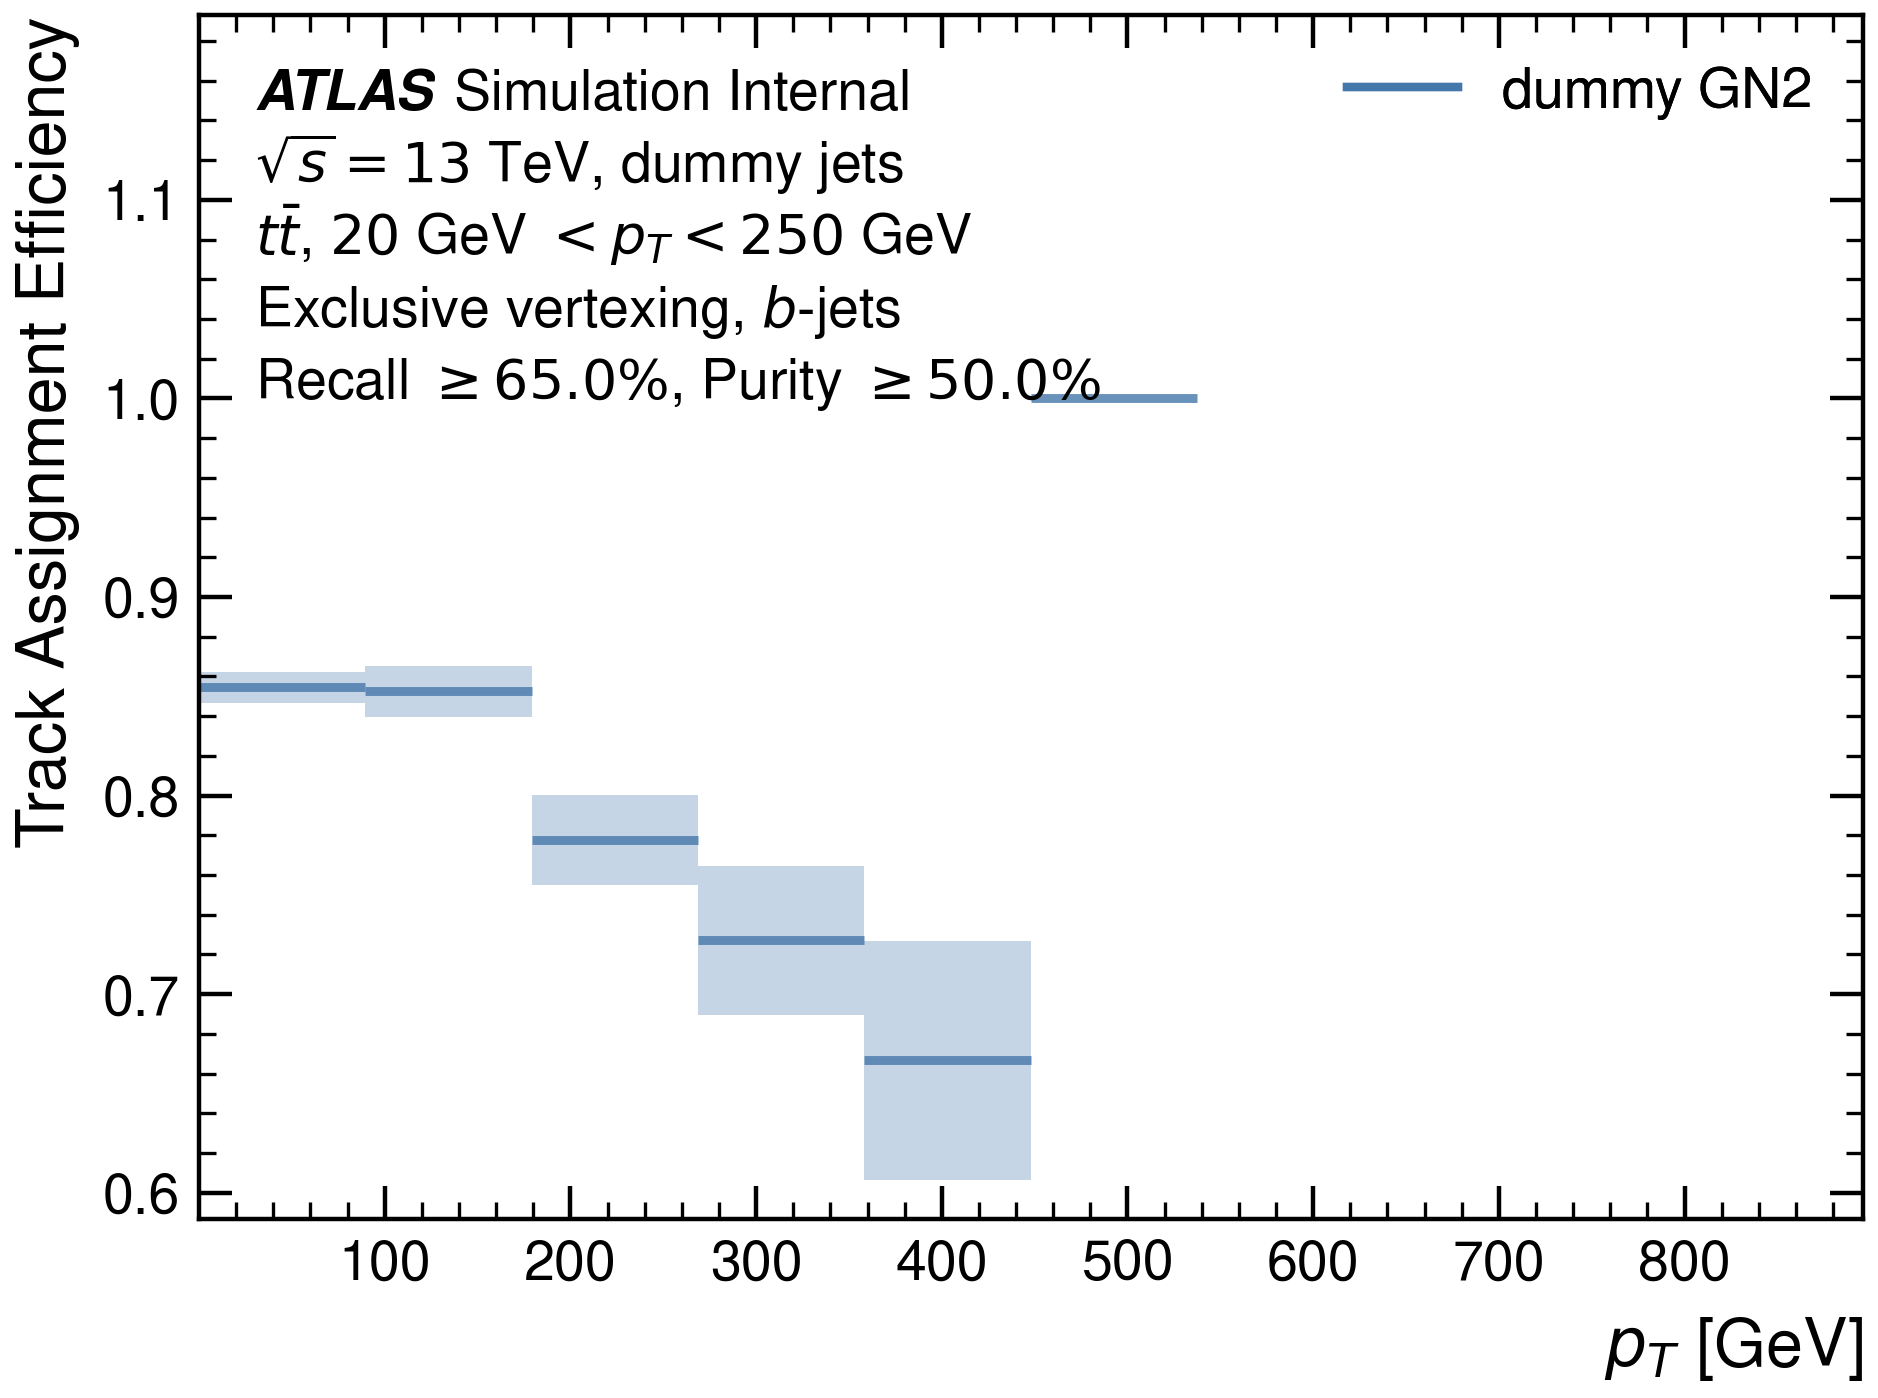 Track Assignment Efficiency
ATLAS Simulation Internal
√s = 13 TeV, dummy jets
tt̄, 20 GeV < p_T < 250 GeV
Exclusive vertexing, b-jets
Recall ≥ 65.0%, Purity ≥ 50.0%
dummy GN2
1.1
1.0
0.9
0.8
0.7
0.6
100 200 300 400 500 600 700 800
p_T [GeV]